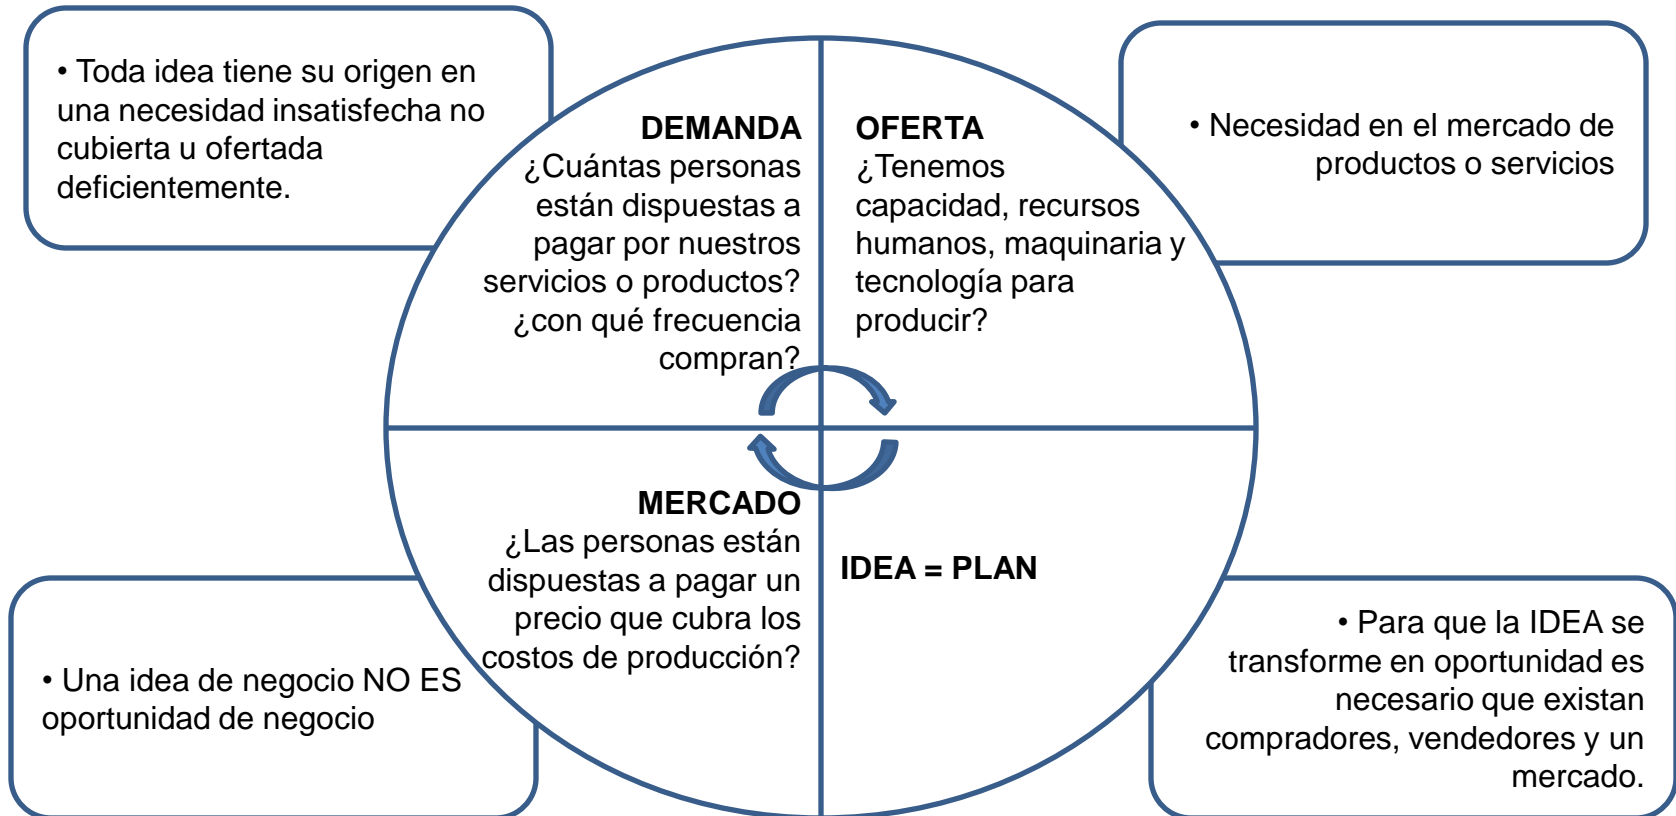 • Toda idea tiene su origen en
una necesidad insatisfecha no
cubierta u ofertada
deficientemente.
DEMANDA
¿Cuántas personas
están dispuestas a
pagar por nuestros
servicios o productos?
¿con qué frecuencia
compran?
OFERTA
¿Tenemos
capacidad, recursos
humanos, maquinaria y
tecnología para
producir?
• Necesidad en el mercado de
productos o servicios
• Una idea de negocio NO ES
oportunidad de negocio
MERCADO
¿Las personas están
dispuestas a pagar un
precio que cubra los
costos de producción?
IDEA = PLAN
• Para que la IDEA se
transforme en oportunidad es
necesario que existan
compradores, vendedores y un
mercado.